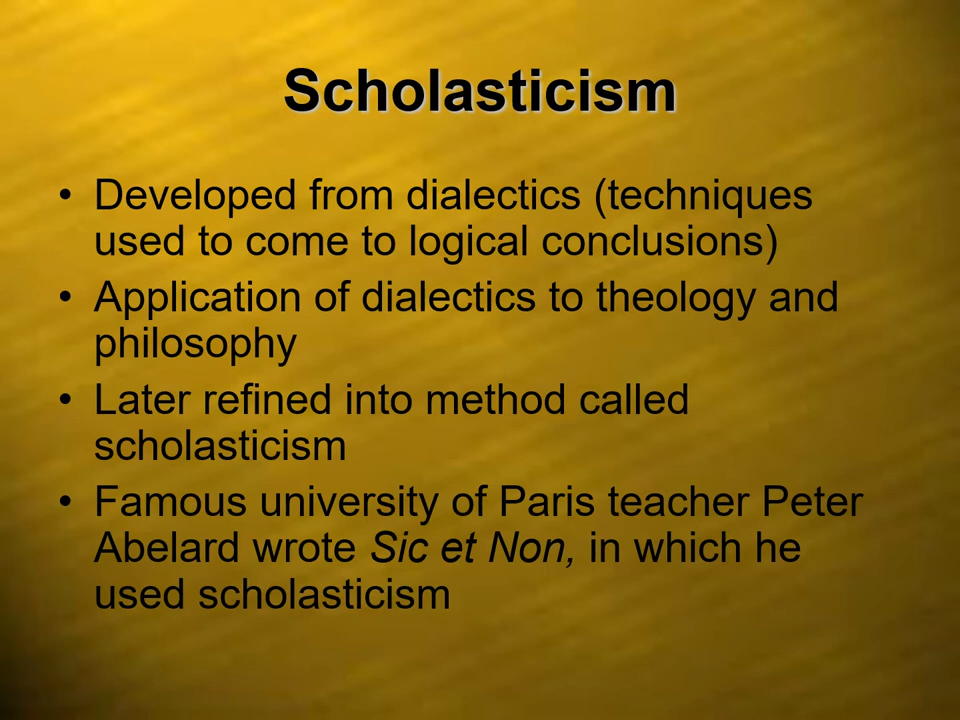 Scholasticism
• Developed from dialectics (techniques
used to come to logical conclusions)
• Application of dialectics to theology and
philosophy
• Later refined into method called
scholasticism
• Famous university of Paris teacher Peter
Abelard wrote Sic et Non, in which he
used scholasticism